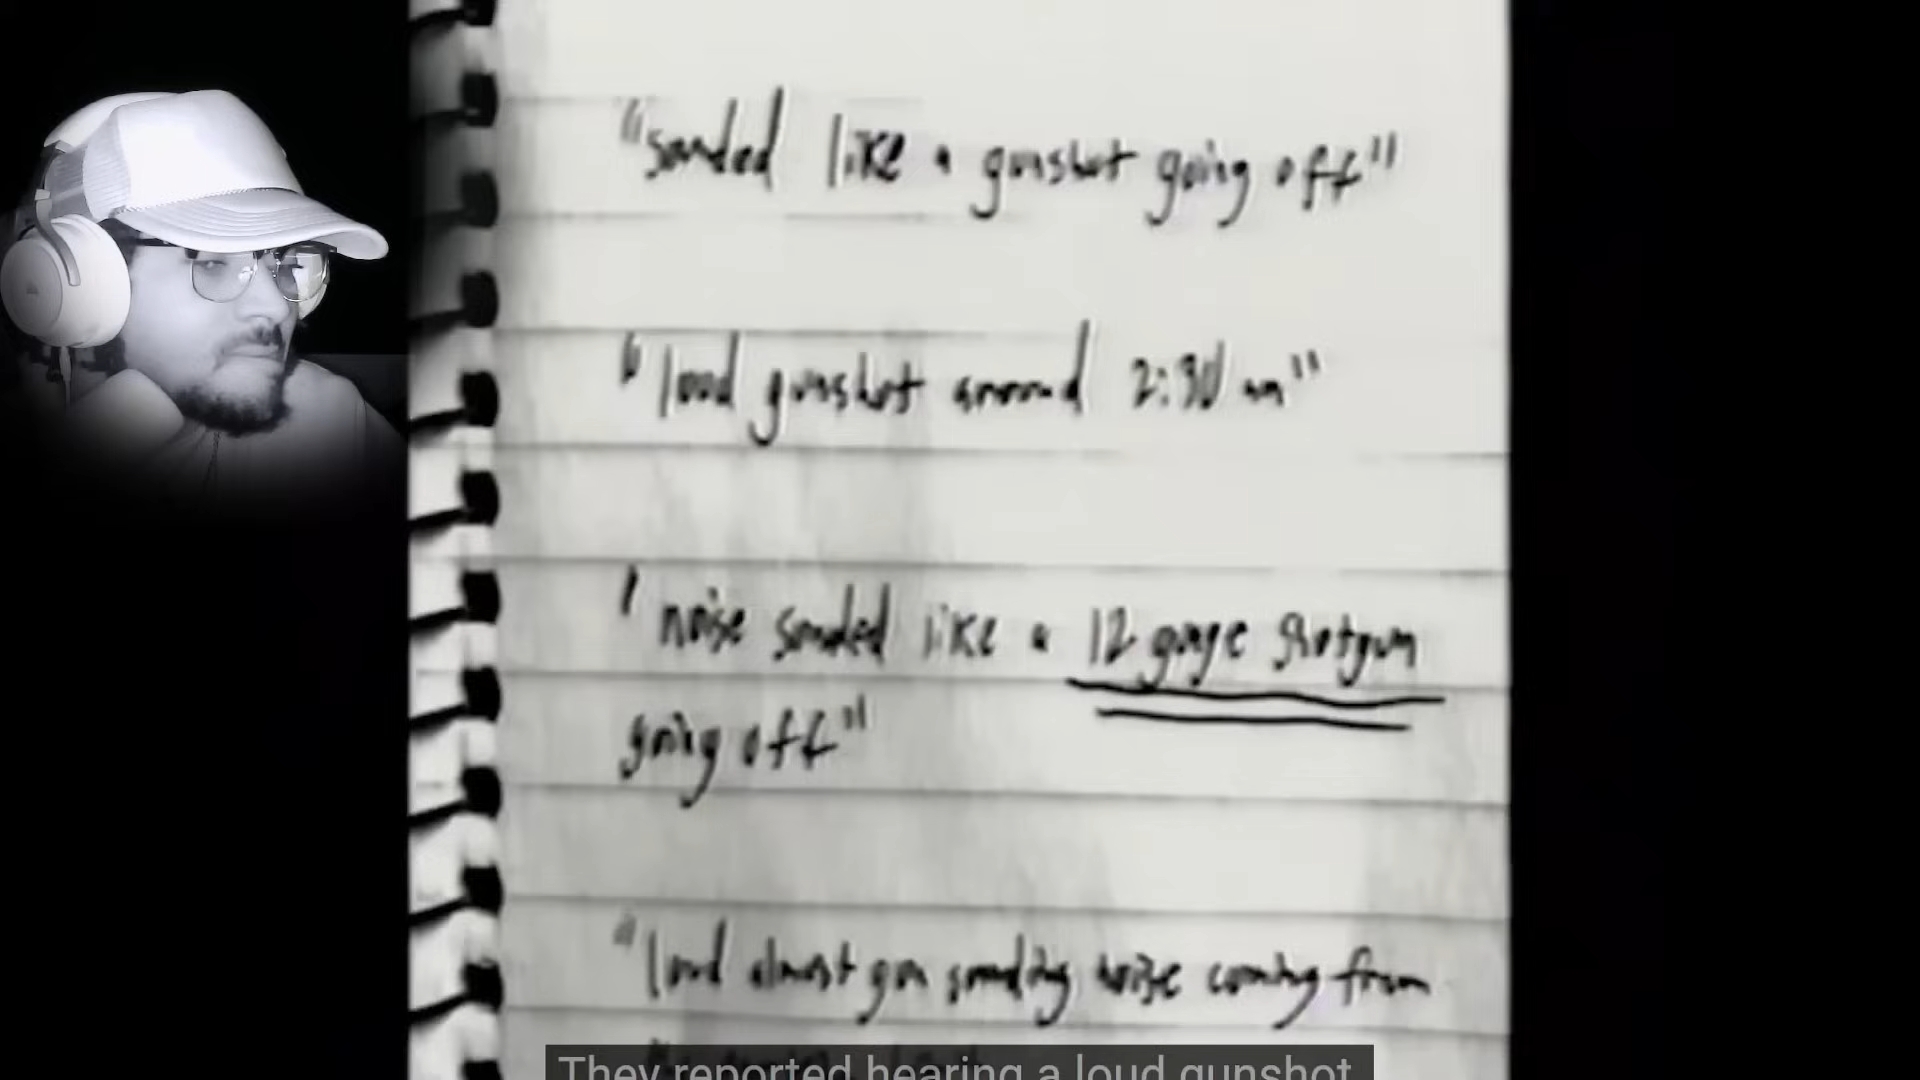 "sounded like a gunshot going off"
"loud gunshot around 2:30 am"
"noise sounded like a 12 gauge shotgun
going off"
"loud almost gun sounding noise coming from
They reported hearing a loud gunshot